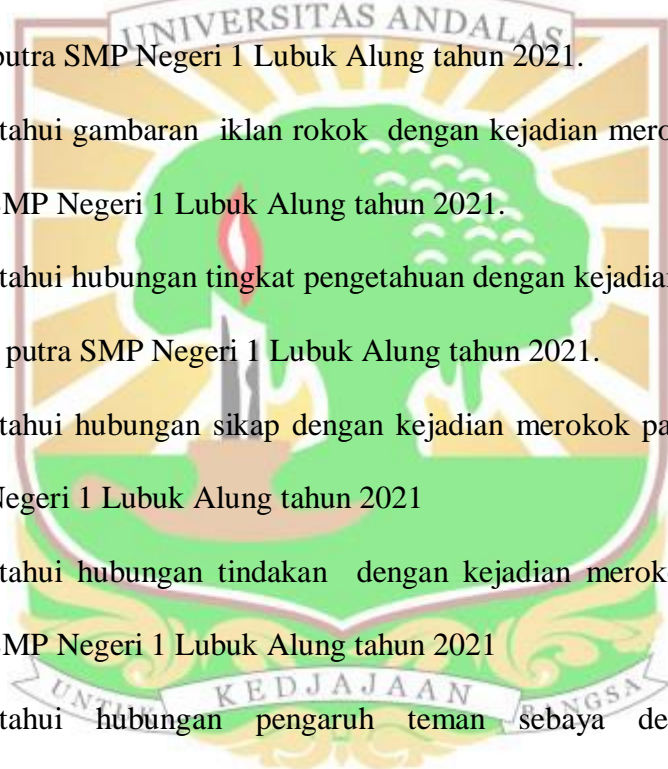 UNIVERSITAS ANDALAS
putra SMP Negeri 1 Lubuk Alung tahun 2021.
tahui gambaran iklan rokok dengan kejadian mero
SMP Negeri 1 Lubuk Alung tahun 2021.
tahui hubungan tingkat pengetahuan dengan kejadian
putra SMP Negeri 1 Lubuk Alung tahun 2021.
tahui hubungan sikap dengan kejadian merokok pa
Negeri 1 Lubuk Alung tahun 2021
tahui hubungan tindakan dengan kejadian merok
SMP Negeri 1 Lubuk Alung tahun 2021
UNTUK KEDJAJAAN BANGSA
tahui hubungan pengaruh teman sebaya de